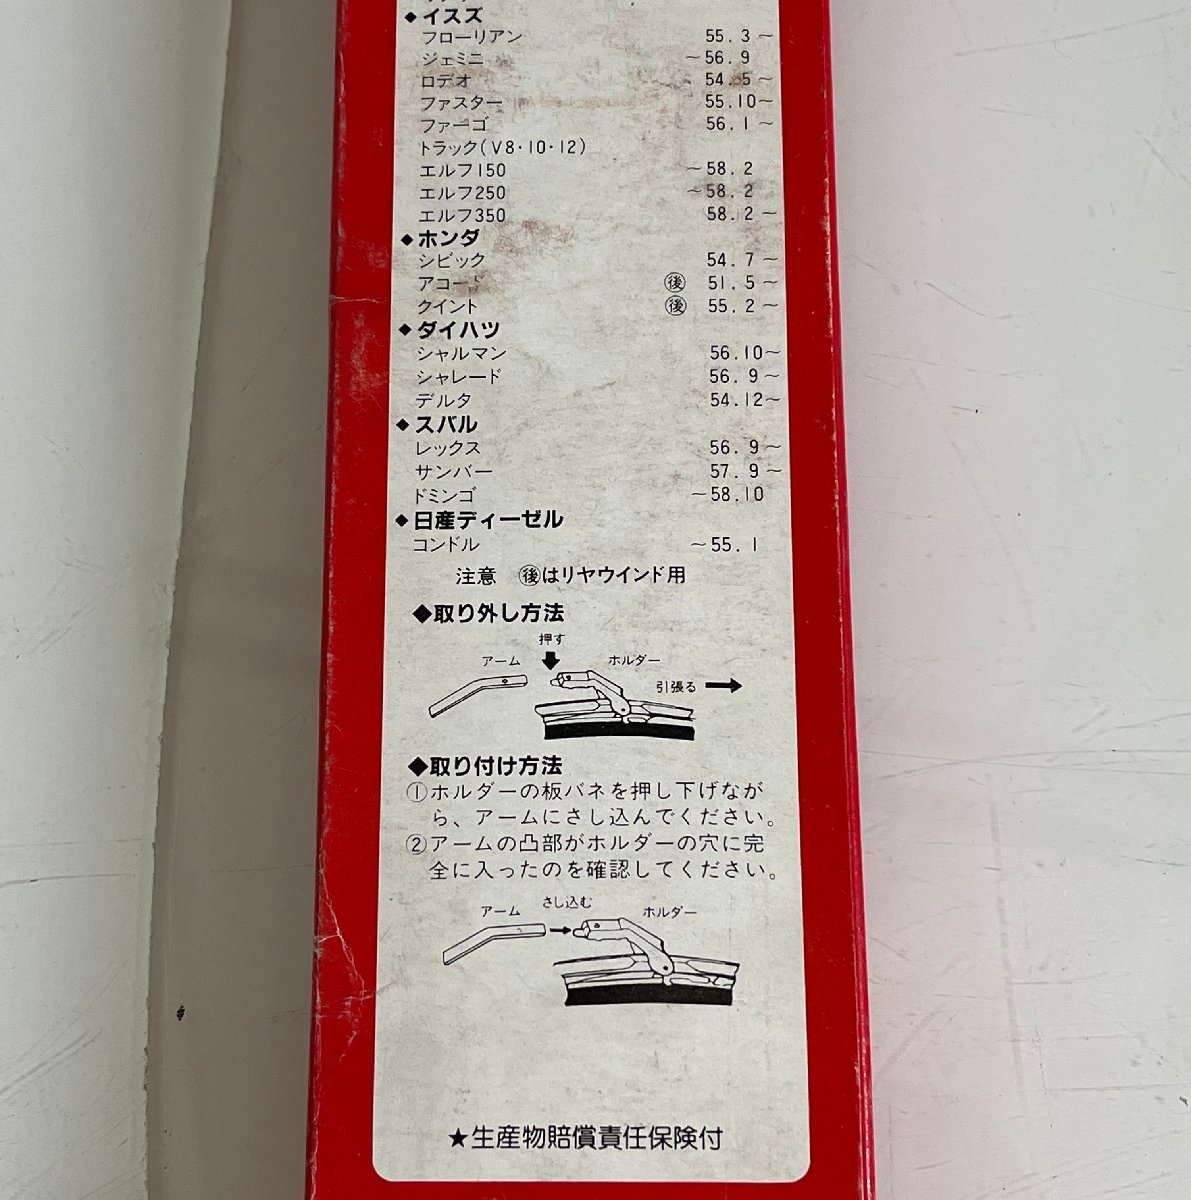 ◆イスズ
フローリアン 55. 3 ~
ジェミニ ~56. 9
ロデオ 54. 5~
ファスター 55.10~
ファーゴ 56. 1 ~
トラック(V8・10・12)
エルフ150 ~58. 2
エルフ250 ~58. 2
エルフ350 58. 2 ~
◆ホンダ
シビック 54. 7 ~
アコード ㊝ 51. 5 ~
クイント (後) 55. 2 ~
◆ダイハツ
シャルマン 56.10~
シャレード 56. 9 ~
デルタ 54.12~
◆スバル
レックス 56. 9 ~
サンバー 57. 9 ~
ドミンゴ ~58.10
◆日産ディーゼル
コンドル ~55. 1
注意 (後)はリヤウインド用
◆取り外し方法
押す
アーム ホルダー
引張る
◆取り付け方法
①ホルダーの板バネを押し下げなが
ら、アームにさし込んでください。
②アームの凸部がホルダーの穴に完
全に入ったのを確認してください。
さし込む
アーム ホルダー
★生産物賠償責任保険付